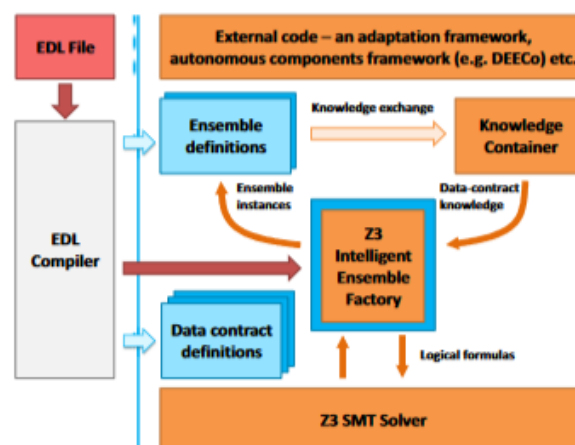 EDL File
External code – an adaptation framework,
autonomous components framework (e.g. DEECo) etc.
Ensemble
definitions
Knowledge exchange
Knowledge
Container
Ensemble
instances
Data-contract
knowledge
EDL
Compiler
Z3
Intelligent
Ensemble
Factory
Data contract
definitions
Logical formulas
Z3 SMT Solver